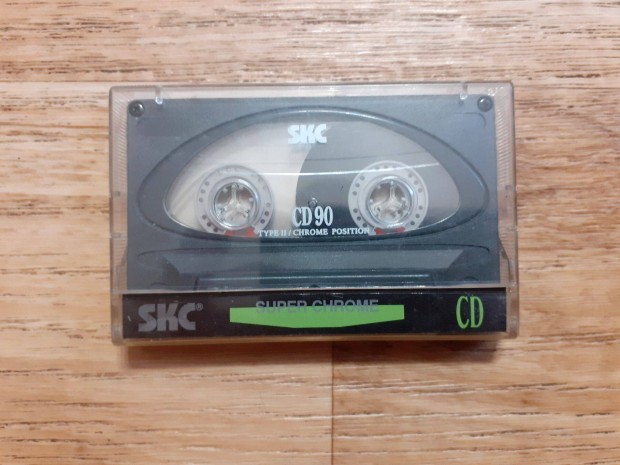 SKC
CD 90
TYPE II / CHROME POSITION
SKC®
SUPER CHROME
CD